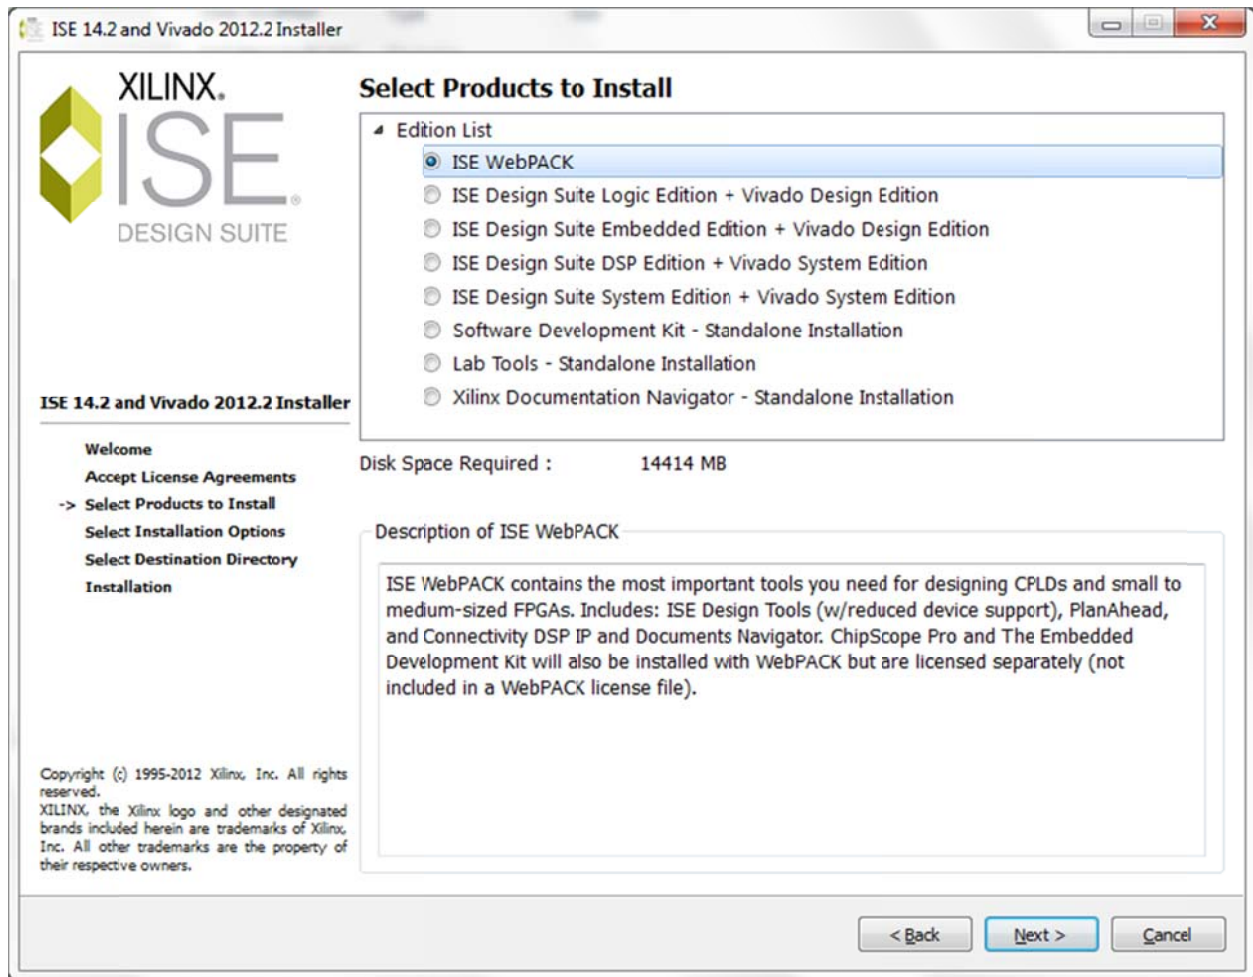 ISE 14.2 and Vivado 2012.2 Installer
XILINX.
ISE®
DESIGN SUITE
ISE 14.2 and Vivado 2012.2 Installer
Welcome
Accept License Agreements
-> Select Products to Install
Select Installation Options
Select Destination Directory
Installation
Copyright (c) 1995-2012 Xilinx, Inc. All rights
reserved.
XILINX, the Xilinx logo and other designated
brands included herein are trademarks of Xilinx,
Inc. All other trademarks are the property of
their respective owners.
Select Products to Install
Edition List
ISE WebPACK
ISE Design Suite Logic Edition + Vivado Design Edition
ISE Design Suite Embedded Edition + Vivado Design Edition
ISE Design Suite DSP Edition + Vivado System Edition
ISE Design Suite System Edition + Vivado System Edition
Software Development Kit - Standalone Installation
Lab Tools - Standalone Installation
Xilinx Documentation Navigator - Standalone Installation
Disk Space Required : 14414 MB
Description of ISE WebPACK
ISE WebPACK contains the most important tools you need for designing CPLDs and small to
medium-sized FPGAs. Includes: ISE Design Tools (w/reduced device support), PlanAhead,
and Connectivity DSP IP and Documents Navigator. ChipScope Pro and The Embedded
Development Kit will also be installed with WebPACK but are licensed separately (not
included in a WebPACK license file).
< Back Next > Cancel